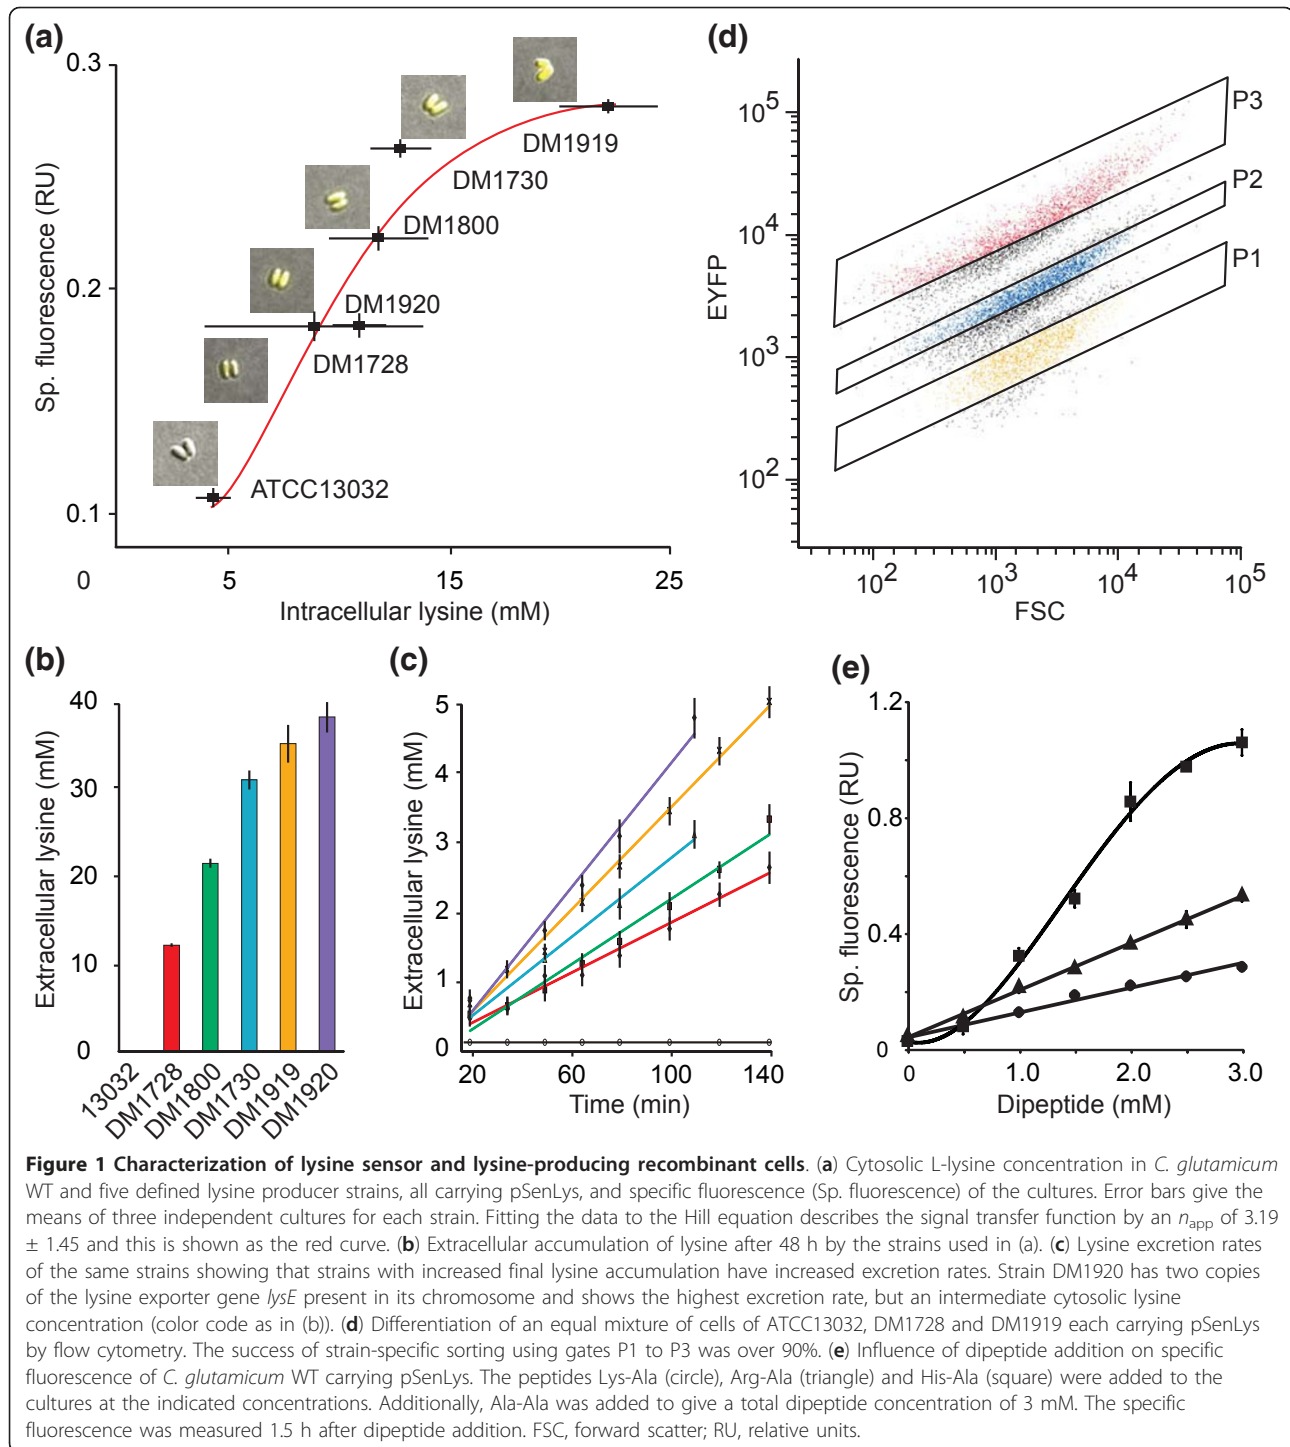 (a)
0.3
0.2
0.1
Sp. fluorescence (RU)
DM1919
DM1730
DM1800
DM1920
DM1728
ATCC13032
0 5 15 25
Intracellular lysine (mM)
(d)
10^5
10^4
10^3
10^2
EYFP
P3
P2
P1
10^2 10^3 10^4 10^5
FSC
(b)
40
30
20
10
0
Extracellular lysine (mM)
13032
DM1728
DM1800
DM1730
DM1919
DM1920
(c)
5
4
3
2
1
0
Extracellular lysine (mM)
20 60 100 140
Time (min)
(e)
1.2
0.8
0.4
0
Sp. fluorescence (RU)
0 1.0 2.0 3.0
Dipeptide (mM)
Figure 1 Characterization of lysine sensor and lysine-producing recombinant cells. (a) Cytosolic L-lysine concentration in C. glutamicum
WT and five defined lysine producer strains, all carrying pSenLys, and specific fluorescence (Sp. fluorescence) of the cultures. Error bars give the
means of three independent cultures for each strain. Fitting the data to the Hill equation describes the signal transfer function by an n_app of 3.19
± 1.45 and this is shown as the red curve. (b) Extracellular accumulation of lysine after 48 h by the strains used in (a). (c) Lysine excretion rates
of the same strains showing that strains with increased final lysine accumulation have increased excretion rates. Strain DM1920 has two copies
of the lysine exporter gene lysE present in its chromosome and shows the highest excretion rate, but an intermediate cytosolic lysine
concentration (color code as in (b)). (d) Differentiation of an equal mixture of cells of ATCC13032, DM1728 and DM1919 each carrying pSenLys
by flow cytometry. The success of strain-specific sorting using gates P1 to P3 was over 90%. (e) Influence of dipeptide addition on specific
fluorescence of C. glutamicum WT carrying pSenLys. The peptides Lys-Ala (circle), Arg-Ala (triangle) and His-Ala (square) were added to the
cultures at the indicated concentrations. Additionally, Ala-Ala was added to give a total dipeptide concentration of 3 mM. The specific
fluorescence was measured 1.5 h after dipeptide addition. FSC, forward scatter; RU, relative units.